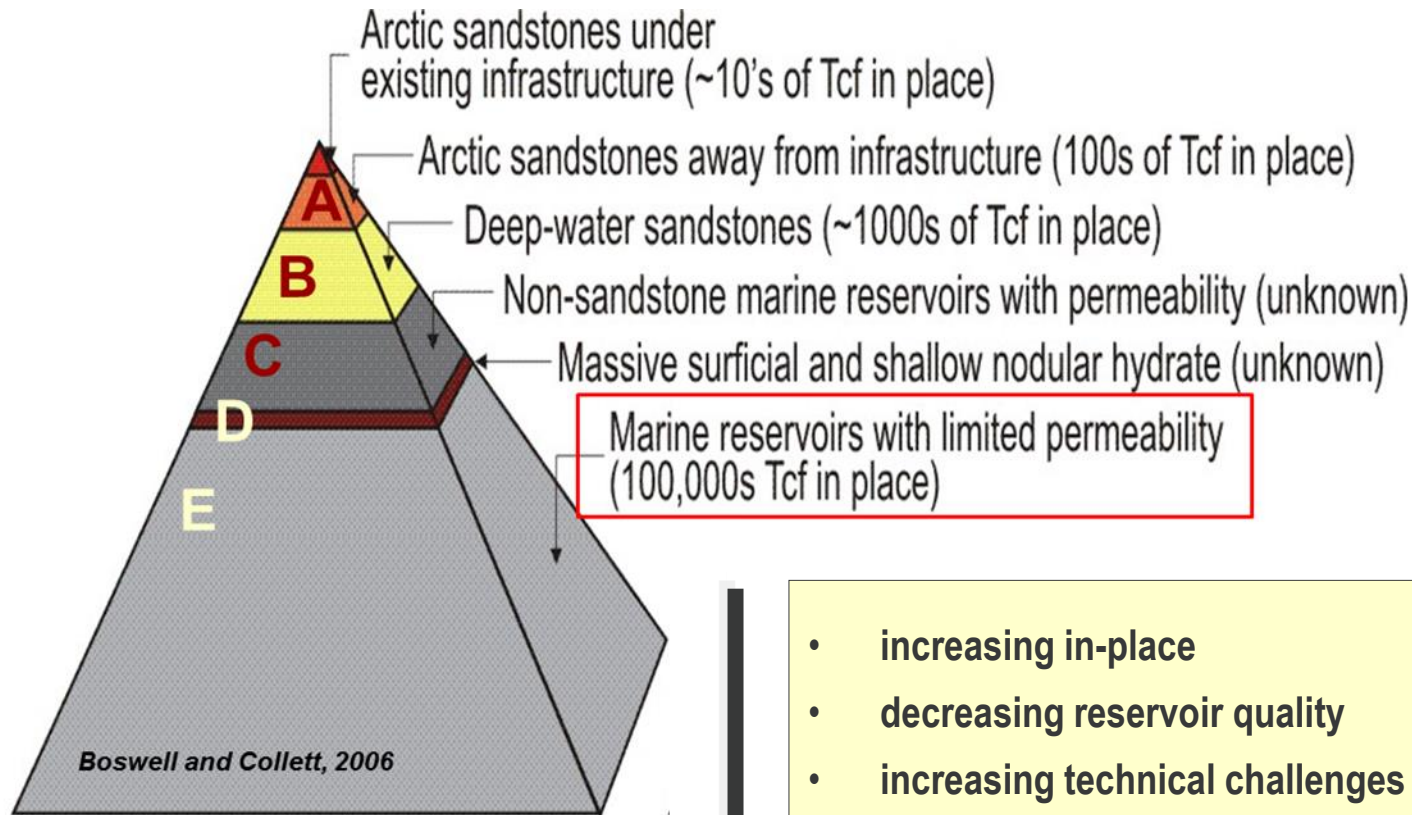 Arctic sandstones under
existing infrastructure (~10's of Tcf in place)
Arctic sandstones away from infrastructure (100s of Tcf in place)
A
Deep-water sandstones (~1000s of Tcf in place)
B
Non-sandstone marine reservoirs with permeability (unknown)
C
Massive surficial and shallow nodular hydrate (unknown)
D
Marine reservoirs with limited permeability
(100,000s Tcf in place)
E
Boswell and Collett, 2006
• increasing in-place
• decreasing reservoir quality
• increasing technical challenges